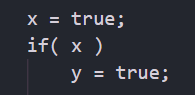 x = true;
if( x )
    y = true;